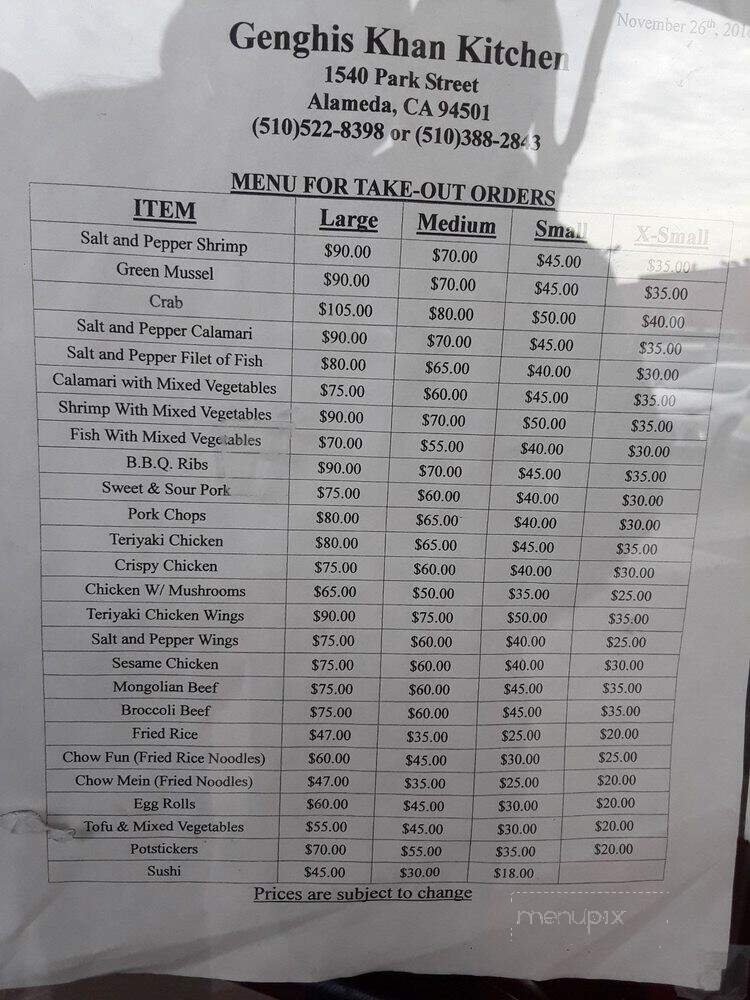 November 26th, 201
Genghis Khan Kitchen
1540 Park Street
Alameda, CA 94501
(510)522-8398 or (510)388-2843
MENU FOR TAKE-OUT ORDERS
ITEM Large Medium Small X-Small
Salt and Pepper Shrimp $90.00 $70.00 $45.00 $35.00
Green Mussel $90.00 $70.00 $45.00 $35.00
Crab $105.00 $80.00 $50.00 $40.00
Salt and Pepper Calamari $90.00 $70.00 $45.00 $35.00
Salt and Pepper Filet of Fish $80.00 $65.00 $40.00 $30.00
Calamari with Mixed Vegetables $75.00 $60.00 $45.00 $35.00
Shrimp With Mixed Vegetables $90.00 $70.00 $50.00 $35.00
Fish With Mixed Vegetables $70.00 $55.00 $40.00 $30.00
B.B.Q. Ribs $90.00 $70.00 $45.00 $35.00
Sweet & Sour Pork $75.00 $60.00 $40.00 $30.00
Pork Chops $80.00 $65.00 $40.00 $30.00
Teriyaki Chicken $80.00 $65.00 $45.00 $35.00
Crispy Chicken $75.00 $60.00 $40.00 $30.00
Chicken W/ Mushrooms $65.00 $50.00 $35.00 $25.00
Teriyaki Chicken Wings $90.00 $75.00 $50.00 $35.00
Salt and Pepper Wings $75.00 $60.00 $40.00 $25.00
Sesame Chicken $75.00 $60.00 $40.00 $30.00
Mongolian Beef $75.00 $60.00 $45.00 $35.00
Broccoli Beef $75.00 $60.00 $45.00 $35.00
Fried Rice $47.00 $35.00 $25.00 $20.00
Chow Fun (Fried Rice Noodles) $60.00 $45.00 $30.00 $25.00
Chow Mein (Fried Noodles) $47.00 $35.00 $25.00 $20.00
Egg Rolls $60.00 $45.00 $30.00 $20.00
Tofu & Mixed Vegetables $55.00 $45.00 $30.00 $20.00
Potstickers $70.00 $55.00 $35.00 $20.00
Sushi $45.00 $30.00 $18.00
Prices are subject to change
menupix